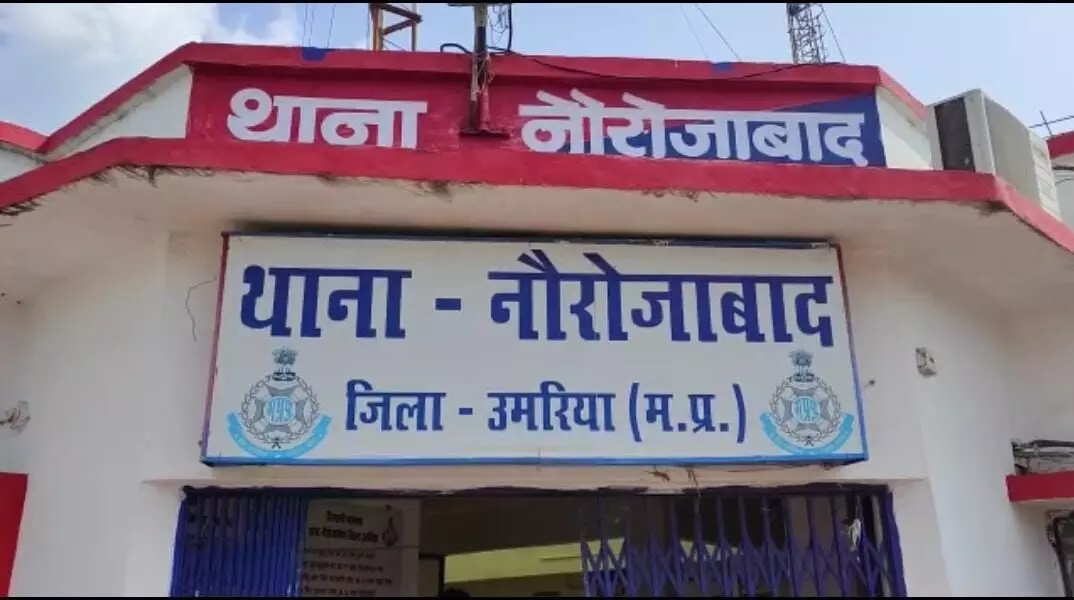 थाना नौरोजाबाद
थाना - नौरोजाबाद
जिला - उमरिया (म.प्र.)